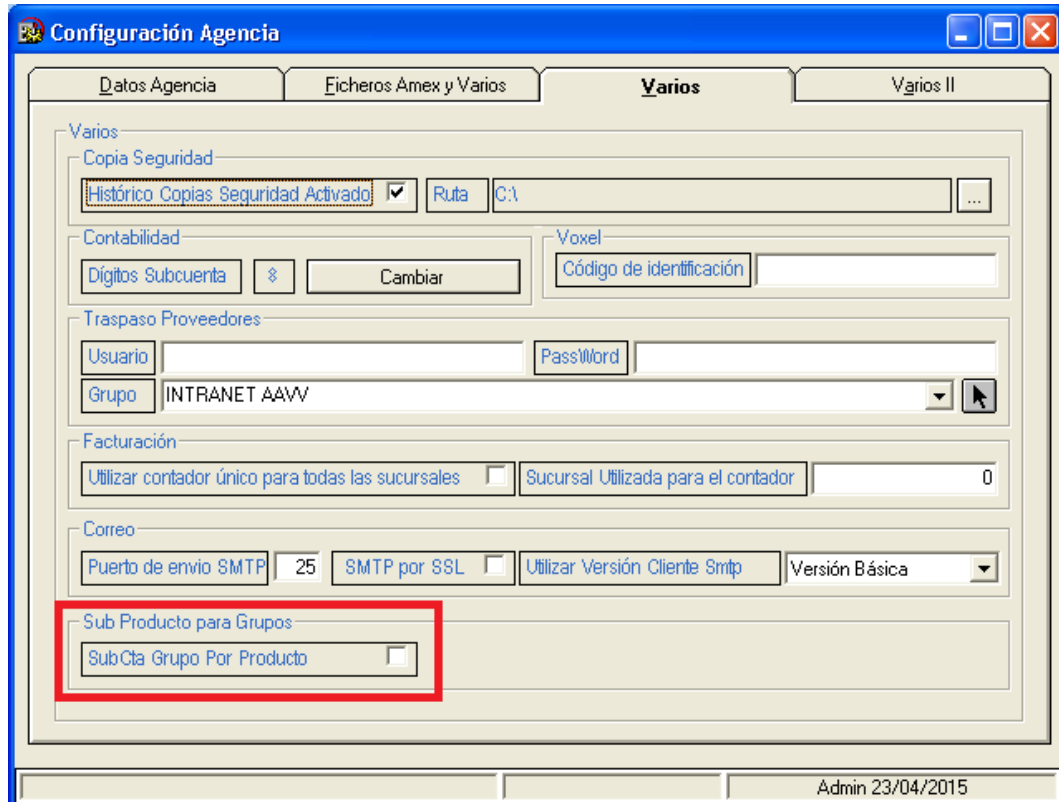 Configuración Agencia
Datos Agencia Ficheros Amex y Varios Varios Varios II
Varios
Copia Seguridad
Histórico Copias Seguridad Activado Ruta C:\ ...
Contabilidad Voxel
Dígitos Subcuenta 8 Cambiar Código de identificación
Traspaso Proveedores
Usuario PassWord
Grupo INTRANET AAVV
Facturación
Utilizar contador único para todas las sucursales Sucursal Utilizada para el contador 0
Correo
Puerto de envio SMTP 25 SMTP por SSL Utilizar Versión Cliente Smtp Versión Básica
Sub Producto para Grupos
SubCta Grupo Por Producto
Admin 23/04/2015